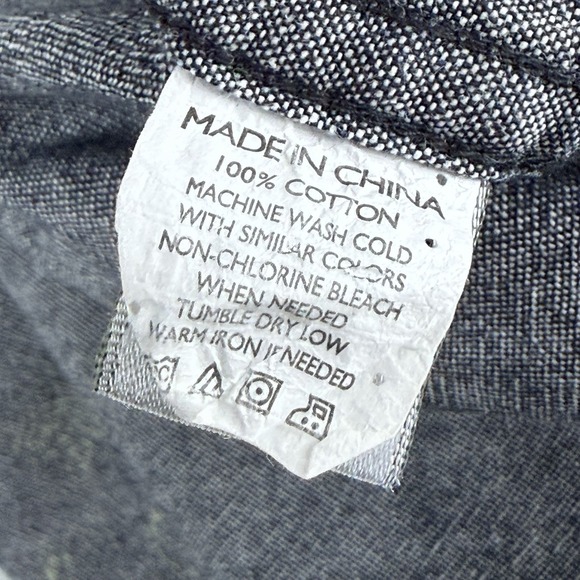 MADE IN CHINA
100% COTTON
MACHINE WASH COLD
WITH SIMILAR COLORS
NON-CHLORINE BLEACH
WHEN NEEDED
TUMBLE DRY LOW
WARM IRON IF NEEDED